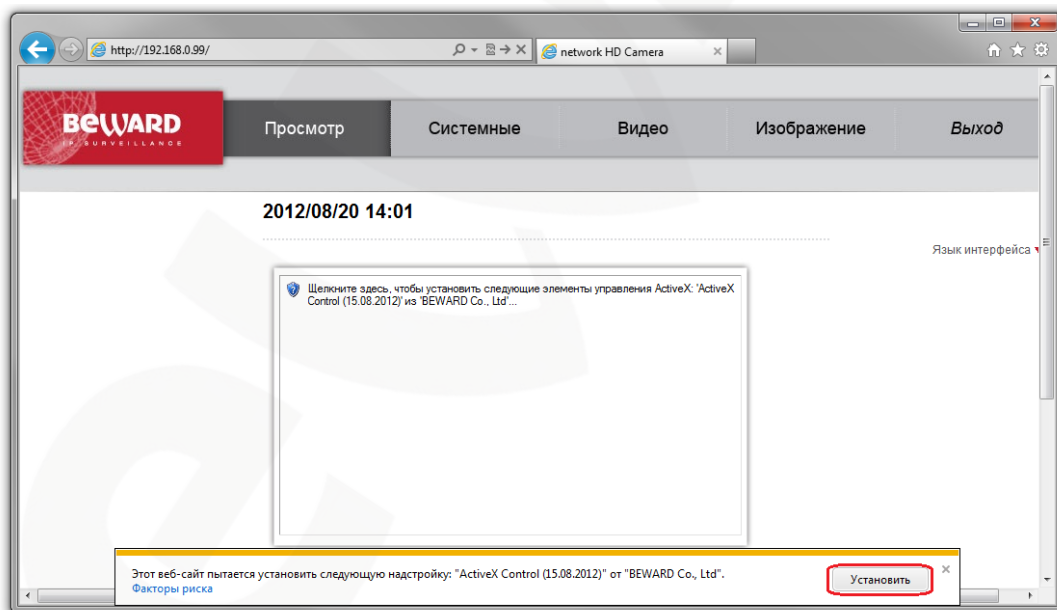 http://192.168.0.99/
network HD Camera
BEWARD
IP SURVEILLANCE
Просмотр
Системные
Видео
Изображение
Выход
2012/08/20 14:01
Язык интерфейса
Щелкните здесь, чтобы установить следующие элементы управления ActiveX: 'ActiveX
Control (15.08.2012)' из 'BEWARD Co., Ltd'...
Этот веб-сайт пытается установить следующую надстройку: "ActiveX Control (15.08.2012)" от "BEWARD Co., Ltd".
Факторы риска
Установить